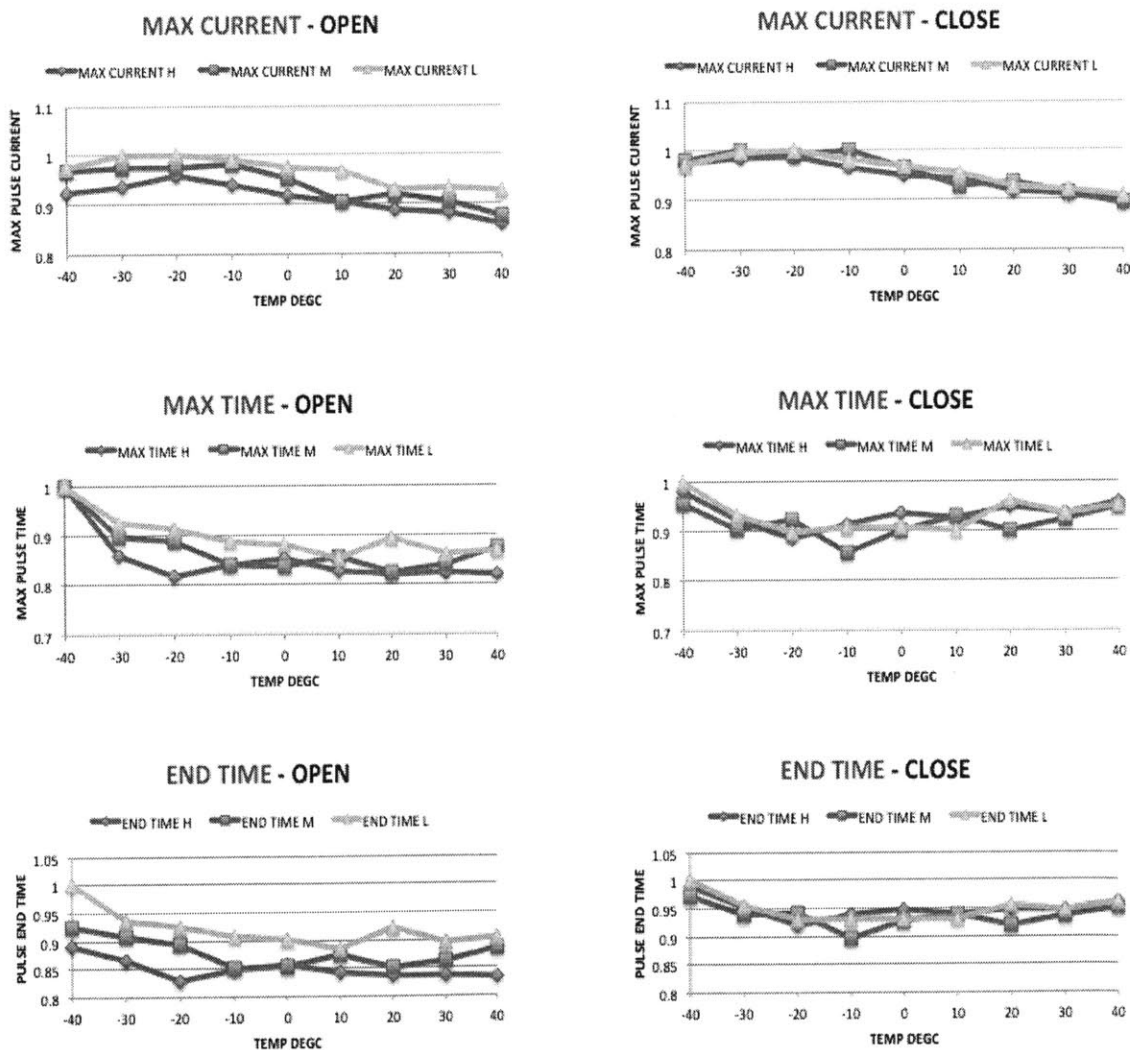 MAX CURRENT - OPEN
MAX CURRENT H MAX CURRENT M MAX CURRENT L
MAX PULSE CURRENT
1.1
1
0.9
0.8
-40 -30 -20 -10 0 10 20 30 40
TEMP DEGC
MAX CURRENT - CLOSE
MAX CURRENT H MAX CURRENT M MAX CURRENT L
MAX PULSE CURRENT
1.1
1
0.9
0.8
-40 -30 -20 -10 0 10 20 30 40
TEMP DEGC
MAX TIME - OPEN
MAX TIME H MAX TIME M MAX TIME L
MAX PULSE TIME
1
0.9
0.8
0.7
-40 -30 -20 -10 0 10 20 30 40
TEMP DEGC
MAX TIME - CLOSE
MAX TIME H MAX TIME M MAX TIME L
MAX PULSE TIME
1
0.9
0.8
0.7
-40 -30 -20 -10 0 10 20 30 40
TEMP DEGC
END TIME - OPEN
END TIME H END TIME M END TIME L
PULSE END TIME
1.05
1
0.95
0.9
0.85
0.8
-40 -30 -20 -10 0 10 20 30 40
TEMP DEGC
END TIME - CLOSE
END TIME H END TIME M END TIME L
PULSE END TIME
1.05
1
0.95
0.9
0.85
0.8
-40 -30 -20 -10 0 10 20 30 40
TEMP DEGC